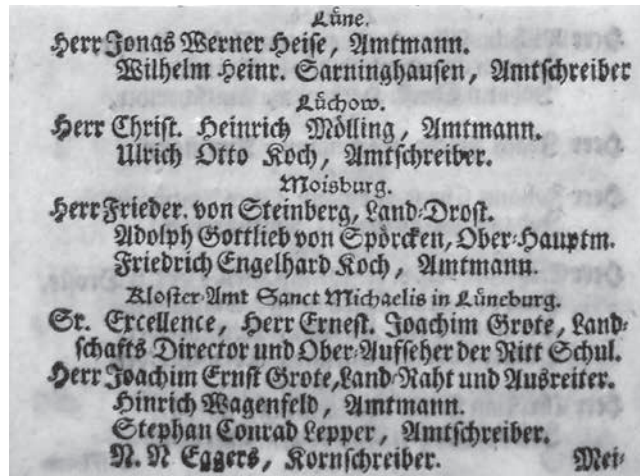 Lüne.
Herr Jonas Werner Heise, Amtmann.
Wilhelm Heinr. Sarninghausen, Amtschreiber
Lüchow.
Herr Christ. Heinrich Mölling, Amtmann.
Ulrich Otto Koch, Amtschreiber.
Moisburg.
Herr Frieder. von Steinberg, Land-Drost.
Adolph Gottlieb von Spörcken, Ober-Hauptm.
Friedrich Engelhard Koch, Amtmann.
Kloster-Amt Sanct Michaelis in Lüneburg.
Sr. Excellence, Herr Ernest. Joachim Grote, Land-
schafts Director und Ober-Aufseher der Ritt Schul.
Herr Joachim Ernst Grote, Land-Raht und Ausreiter.
Hinrich Wagenfeld, Amtmann.
Stephan Conrad Lepper, Amtschreiber.
N. N Eggers, Kornschreiber. Mei-